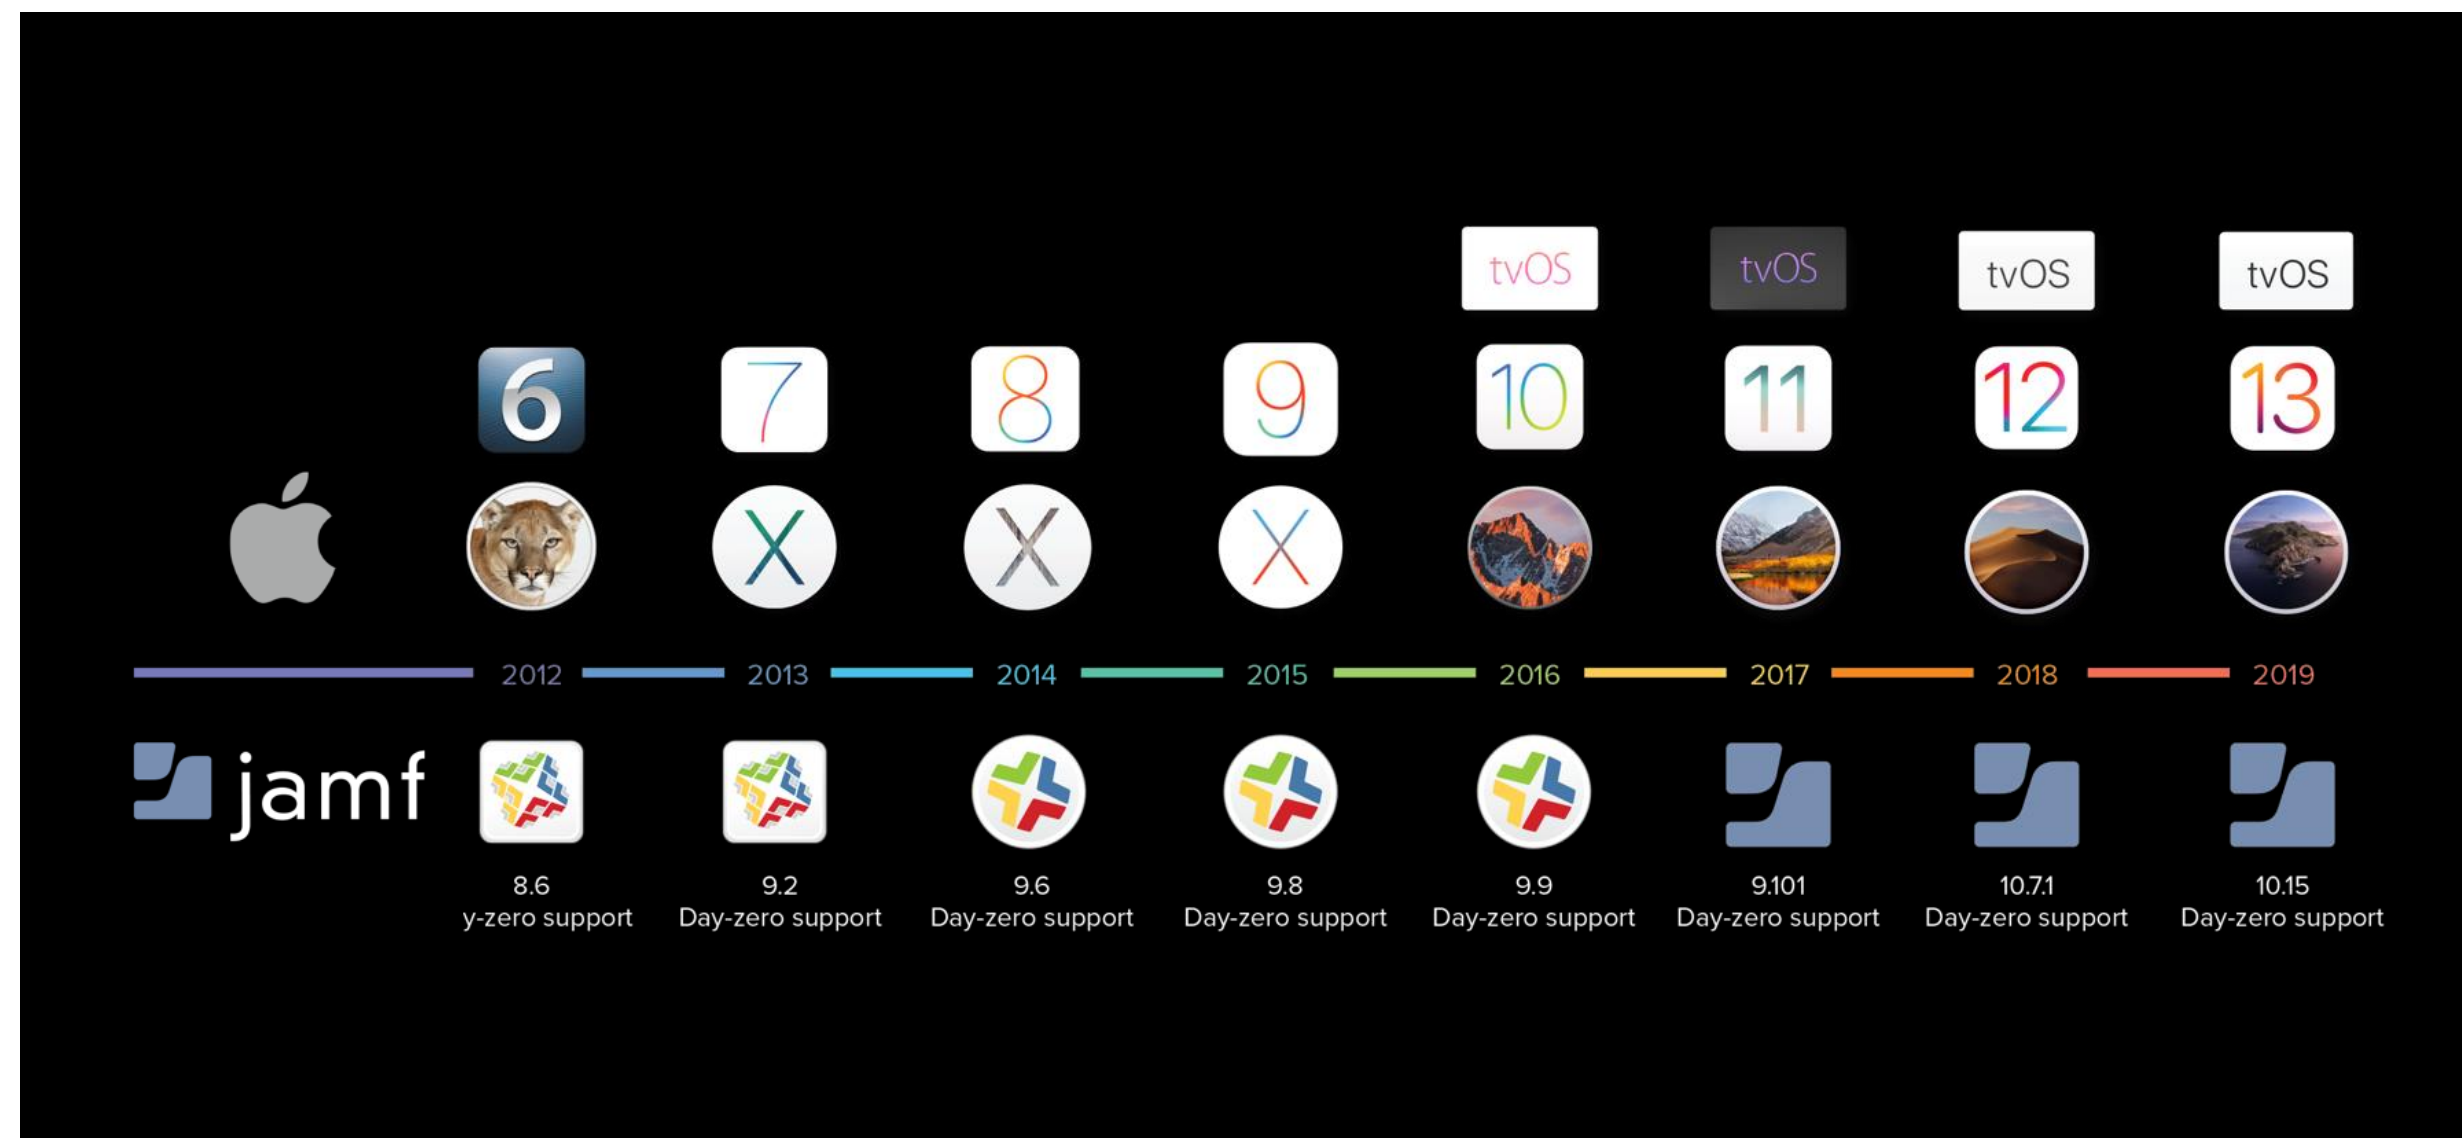 tvOS tvOS tvOS tvOS
6 7 8 9 10 11 12 13
X X X
2012 2013 2014 2015 2016 2017 2018 2019
jamf
8.6 9.2 9.6 9.8 9.9 9.101 10.7.1 10.15
y-zero support Day-zero support Day-zero support Day-zero support Day-zero support Day-zero support Day-zero support Day-zero support